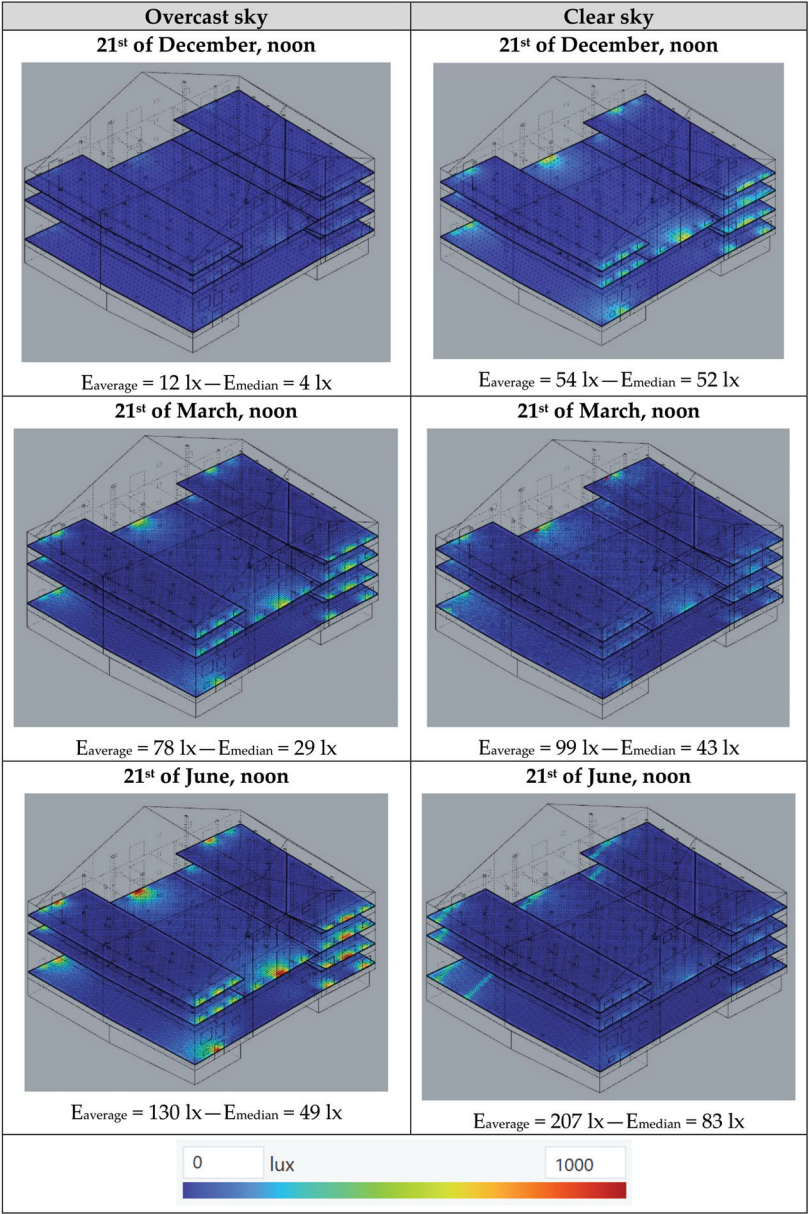 Overcast sky
Clear sky
21st of December, noon
21st of December, noon
Eaverage = 12 lx—Emedian = 4 lx
Eaverage = 54 lx—Emedian = 52 lx
21st of March, noon
21st of March, noon
Eaverage = 78 lx—Emedian = 29 lx
Eaverage = 99 lx—Emedian = 43 lx
21st of June, noon
21st of June, noon
Eaverage = 130 lx—Emedian = 49 lx
Eaverage = 207 lx—Emedian = 83 lx
0 lux 1000